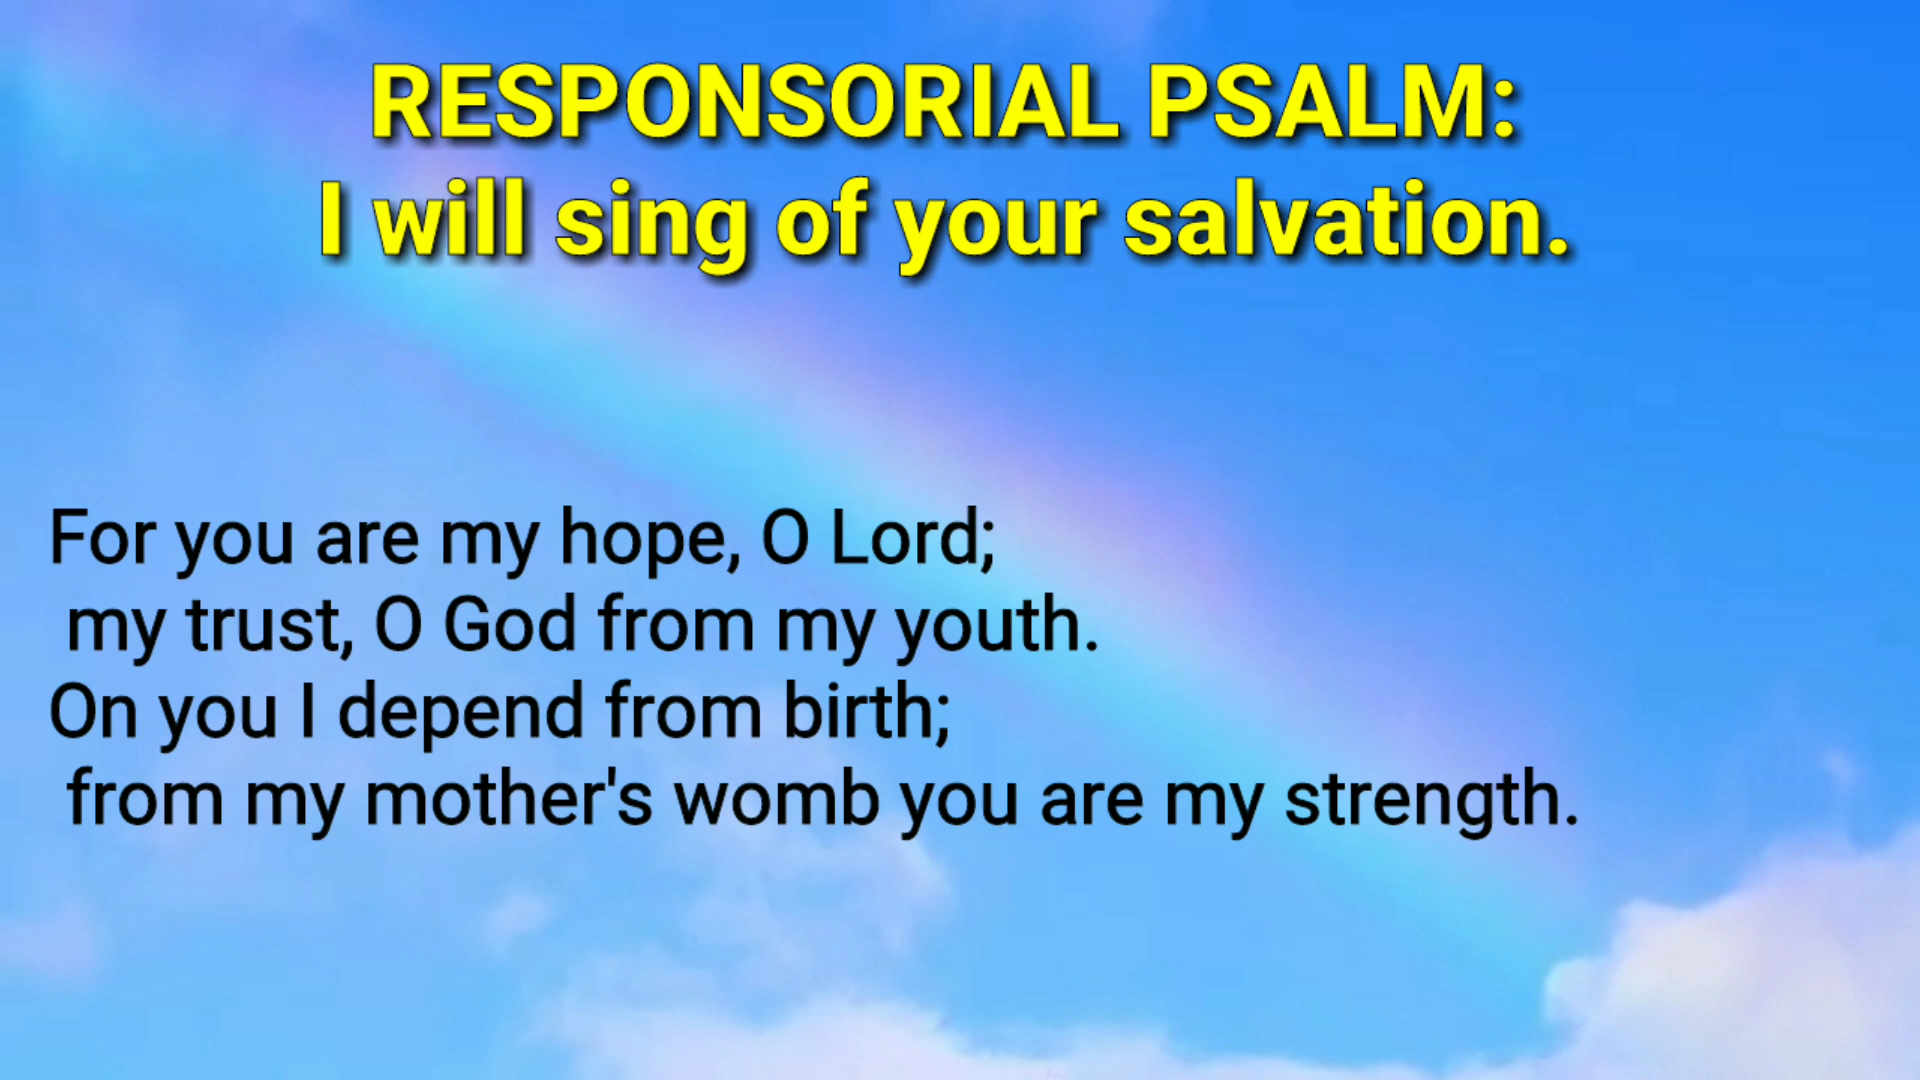 RESPONSORIAL PSALM:
I will sing of your salvation.
For you are my hope, O Lord;
my trust, O God from my youth.
On you I depend from birth;
from my mother's womb you are my strength.